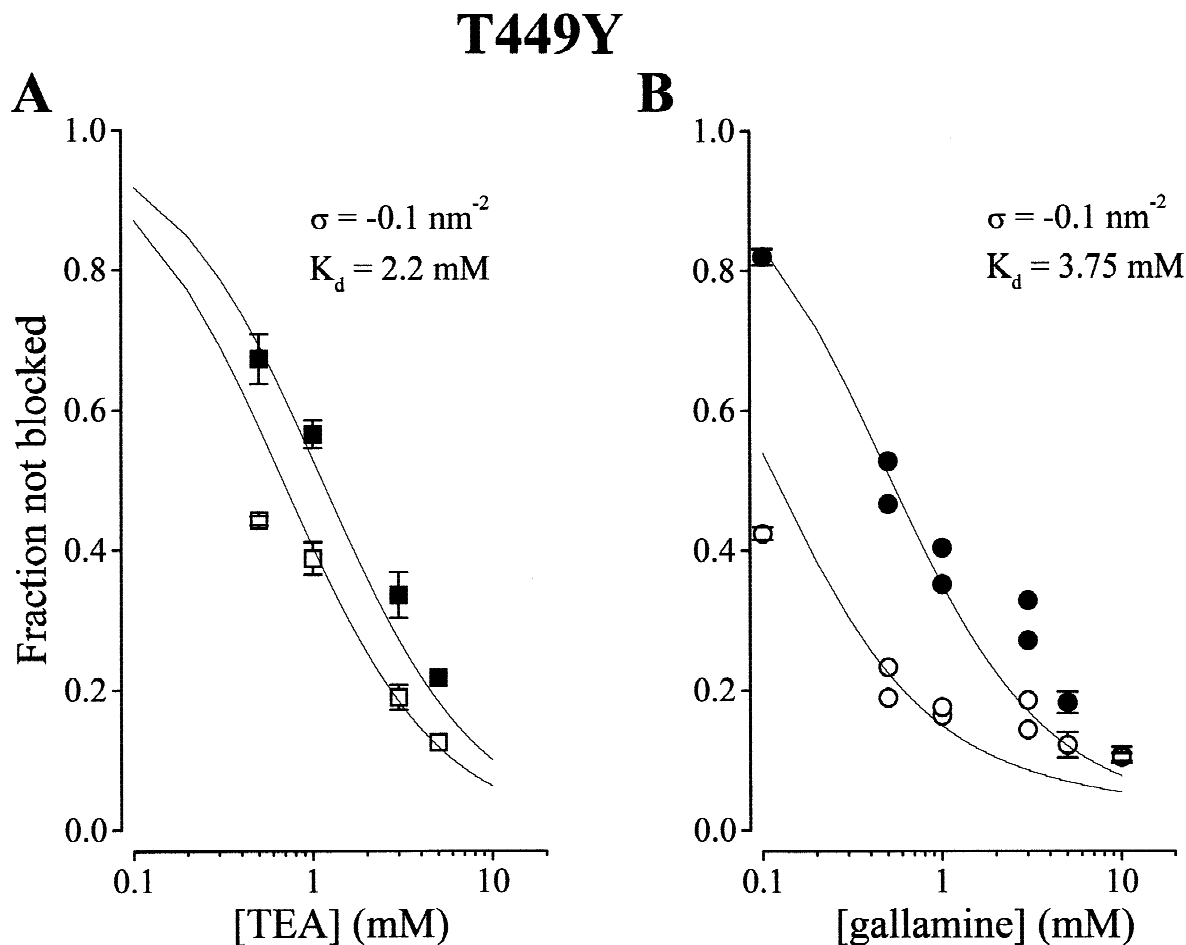 T449Y
A
B
1.0
0.8
0.6
0.4
0.2
0.0
Fraction not blocked
σ = -0.1 nm⁻²
K_d = 2.2 mM
0.1
1
10
[TEA] (mM)
1.0
0.8
0.6
0.4
0.2
0.0
σ = -0.1 nm⁻²
K_d = 3.75 mM
0.1
1
10
[gallamine] (mM)